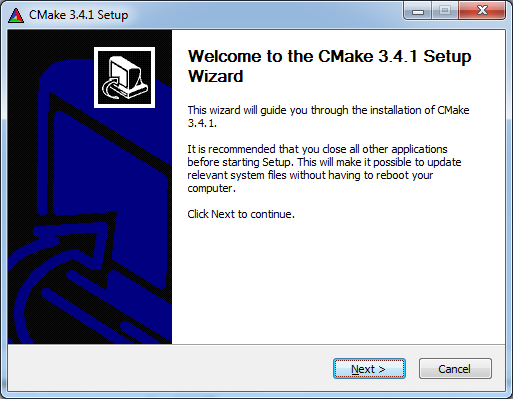 CMake 3.4.1 Setup
Welcome to the CMake 3.4.1 Setup
Wizard
This wizard will guide you through the installation of CMake
3.4.1.
It is recommended that you close all other applications
before starting Setup. This will make it possible to update
relevant system files without having to reboot your
computer.
Click Next to continue.
Next >
Cancel